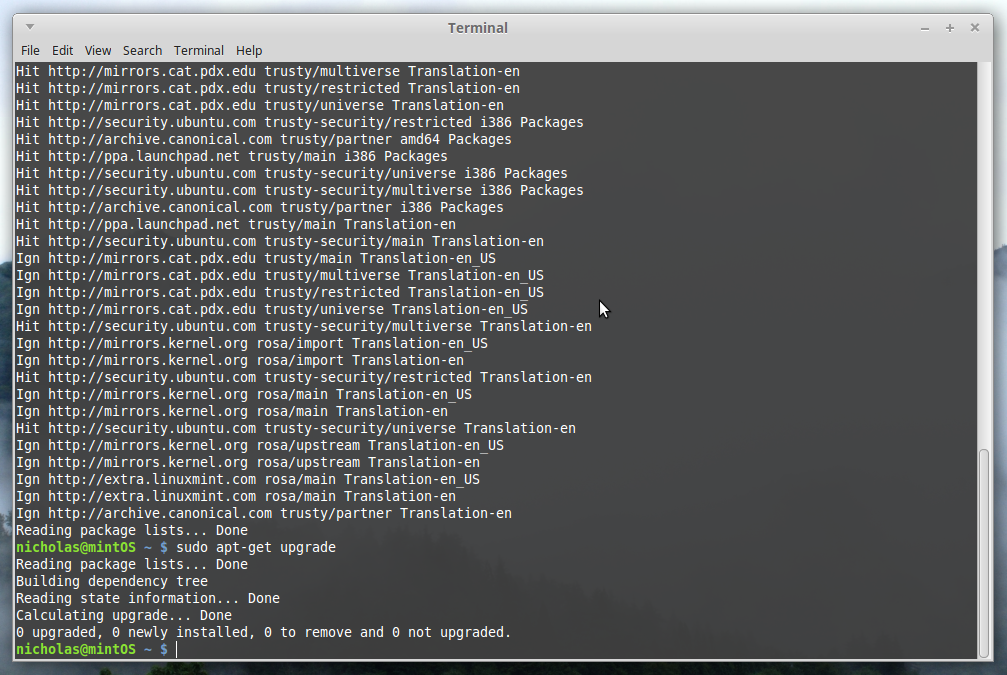 Terminal
File Edit View Search Terminal Help
Hit http://mirrors.cat.pdx.edu trusty/multiverse Translation-en
Hit http://mirrors.cat.pdx.edu trusty/restricted Translation-en
Hit http://mirrors.cat.pdx.edu trusty/universe Translation-en
Hit http://security.ubuntu.com trusty-security/restricted i386 Packages
Hit http://archive.canonical.com trusty/partner amd64 Packages
Hit http://ppa.launchpad.net trusty/main i386 Packages
Hit http://security.ubuntu.com trusty-security/universe i386 Packages
Hit http://security.ubuntu.com trusty-security/multiverse i386 Packages
Hit http://archive.canonical.com trusty/partner i386 Packages
Hit http://ppa.launchpad.net trusty/main Translation-en
Hit http://security.ubuntu.com trusty-security/main Translation-en
Ign http://mirrors.cat.pdx.edu trusty/main Translation-en_US
Ign http://mirrors.cat.pdx.edu trusty/multiverse Translation-en_US
Ign http://mirrors.cat.pdx.edu trusty/restricted Translation-en_US
Ign http://mirrors.cat.pdx.edu trusty/universe Translation-en_US
Hit http://security.ubuntu.com trusty-security/multiverse Translation-en
Ign http://mirrors.kernel.org rosa/import Translation-en_US
Ign http://mirrors.kernel.org rosa/import Translation-en
Hit http://security.ubuntu.com trusty-security/restricted Translation-en
Ign http://mirrors.kernel.org rosa/main Translation-en_US
Ign http://mirrors.kernel.org rosa/main Translation-en
Hit http://security.ubuntu.com trusty-security/universe Translation-en
Ign http://mirrors.kernel.org rosa/upstream Translation-en_US
Ign http://mirrors.kernel.org rosa/upstream Translation-en
Ign http://extra.linuxmint.com rosa/main Translation-en_US
Ign http://extra.linuxmint.com rosa/main Translation-en
Ign http://archive.canonical.com trusty/partner Translation-en
Reading package lists... Done
nicholas@mintOS ~ $ sudo apt-get upgrade
Reading package lists... Done
Building dependency tree
Reading state information... Done
Calculating upgrade... Done
0 upgraded, 0 newly installed, 0 to remove and 0 not upgraded.
nicholas@mintOS ~ $